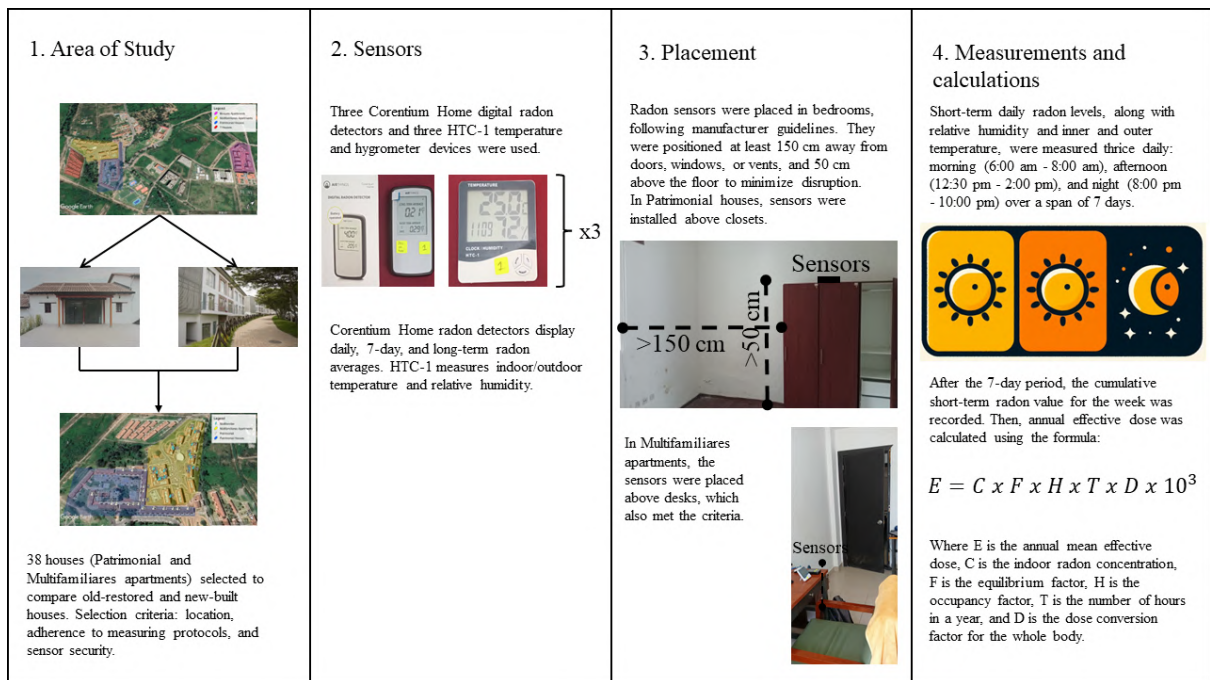 1. Area of Study
Legend
Google Earth
Legend
38 houses (Patrimonial and
Multifamiliares apartments) selected to
compare old-restored and new-built
houses. Selection criteria: location,
adherence to measuring protocols, and
sensor security.
2. Sensors
Three Corentium Home digital radon
detectors and three HTC-1 temperature
and hygrometer devices were used.
DIGITAL RADON DETECTOR
TEMPERATURE
25.0
72
CLOCK / HUMIDITY
HTC-1
1
2
1
x3
Corentium Home radon detectors display
daily, 7-day, and long-term radon
averages. HTC-1 measures indoor/outdoor
temperature and relative humidity.
3. Placement
Radon sensors were placed in bedrooms,
following manufacturer guidelines. They
were positioned at least 150 cm away from
doors, windows, or vents, and 50 cm
above the floor to minimize disruption.
In Patrimonial houses, sensors were
installed above closets.
Sensors
>150 cm
>50 cm
In Multifamiliares
apartments, the
sensors were placed
above desks, which
also met the criteria.
Sensors
4. Measurements and
calculations
Short-term daily radon levels, along with
relative humidity and inner and outer
temperature, were measured thrice daily:
morning (6:00 am - 8:00 am), afternoon
(12:30 pm - 2:00 pm), and night (8:00 pm
- 10:00 pm) over a span of 7 days.
After the 7-day period, the cumulative
short-term radon value for the week was
recorded. Then, annual effective dose was
calculated using the formula:
E = C x F x H x T x D x 10³
Where E is the annual mean effective
dose, C is the indoor radon concentration,
F is the equilibrium factor, H is the
occupancy factor, T is the number of hours
in a year, and D is the dose conversion
factor for the whole body.